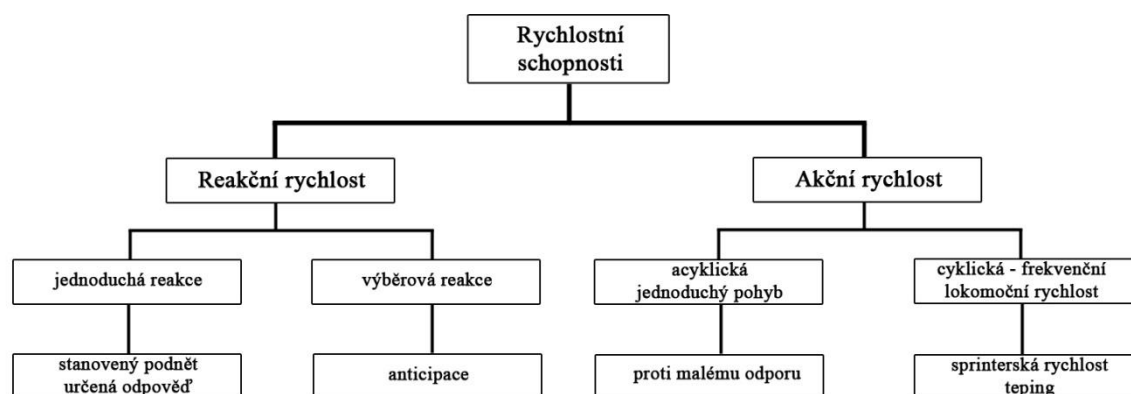 Rychlostní
schopnosti
Reakční rychlost
Akční rychlost
jednoduchá reakce
výběrová reakce
acyklická
jednoduchý pohyb
cyklická - frekvenční
lokomoční rychlost
stanovený podnět
určená odpověď
anticipace
proti malému odporu
sprinterská rychlost
teping